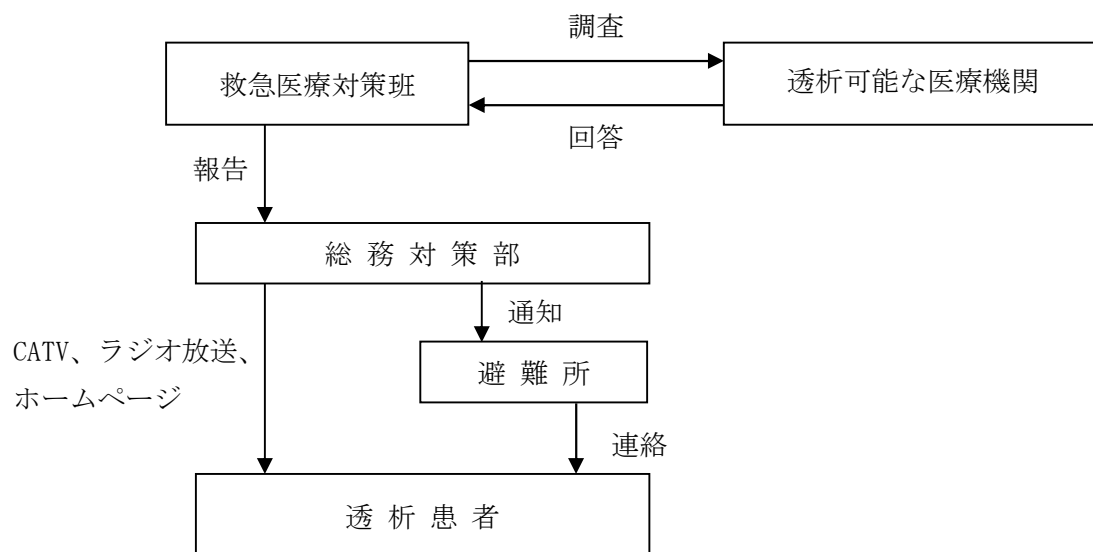 調査
救急医療対策班
透析可能な医療機関
回答
報告
総 務 対 策 部
通知
CATV、ラジオ放送、
ホームページ
避 難 所
連絡
透 析 患 者